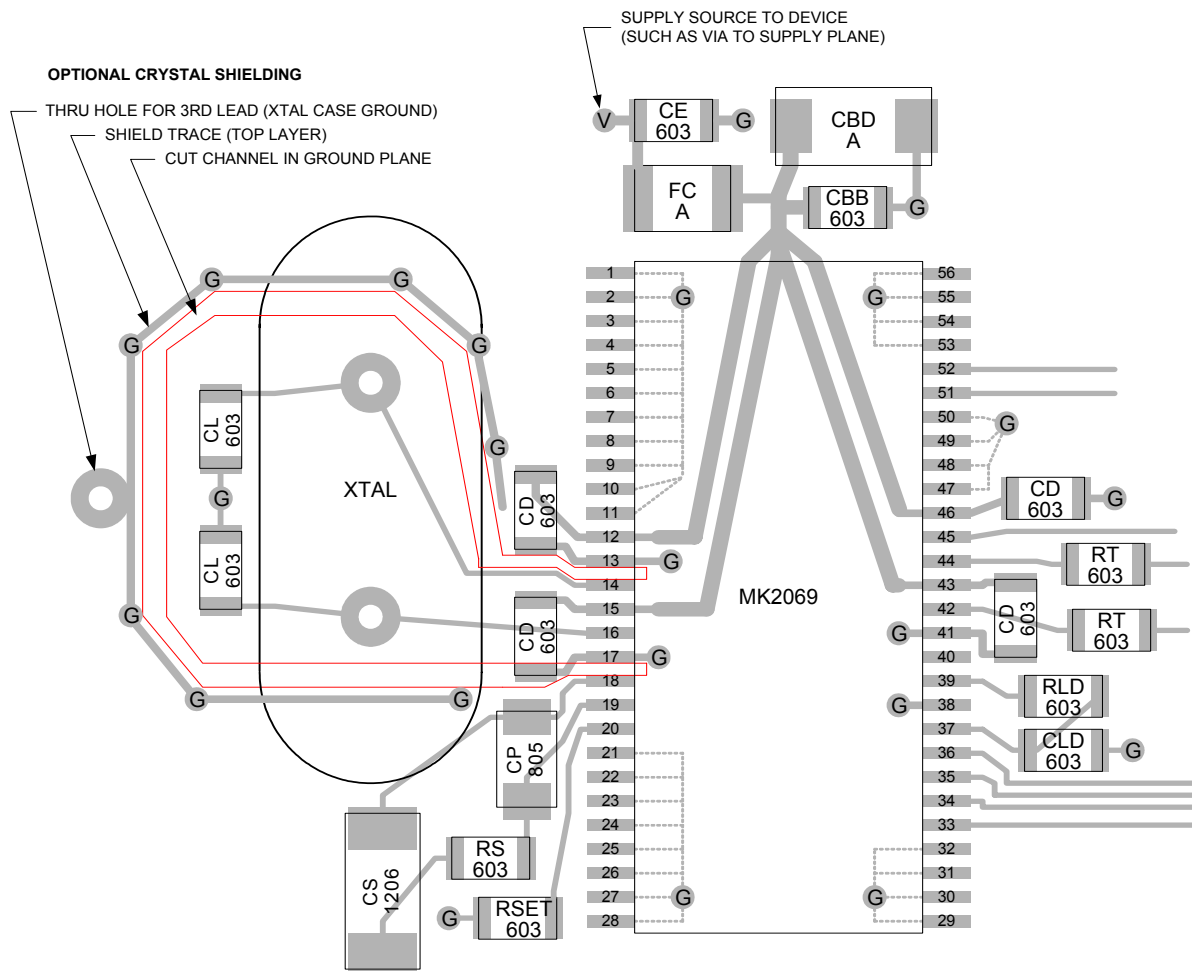 SUPPLY SOURCE TO DEVICE
(SUCH AS VIA TO SUPPLY PLANE)
OPTIONAL CRYSTAL SHIELDING
THRU HOLE FOR 3RD LEAD (XTAL CASE GROUND)
SHIELD TRACE (TOP LAYER)
CUT CHANNEL IN GROUND PLANE
V
CE
603
G
CBD
A
FC
A
CBB
603
G
G
G
G
G
G
CL
603
G
CL
603
G
G
G
XTAL
CD
603
CD
603
1
2
3
4
5
6
7
8
9
10
11
12
13
14
15
16
17
18
19
20
21
22
23
24
25
26
27
28
G
G
G
G
MK2069
G
G
G
G
56
55
54
53
52
51
50
49
48
47
46
45
44
43
42
41
40
39
38
37
36
35
34
33
32
31
30
29
G
CD
603
G
RT
603
CD
603
RT
603
RLD
603
CLD
603
G
CP
805
CS
1206
RS
603
G
RSET
603